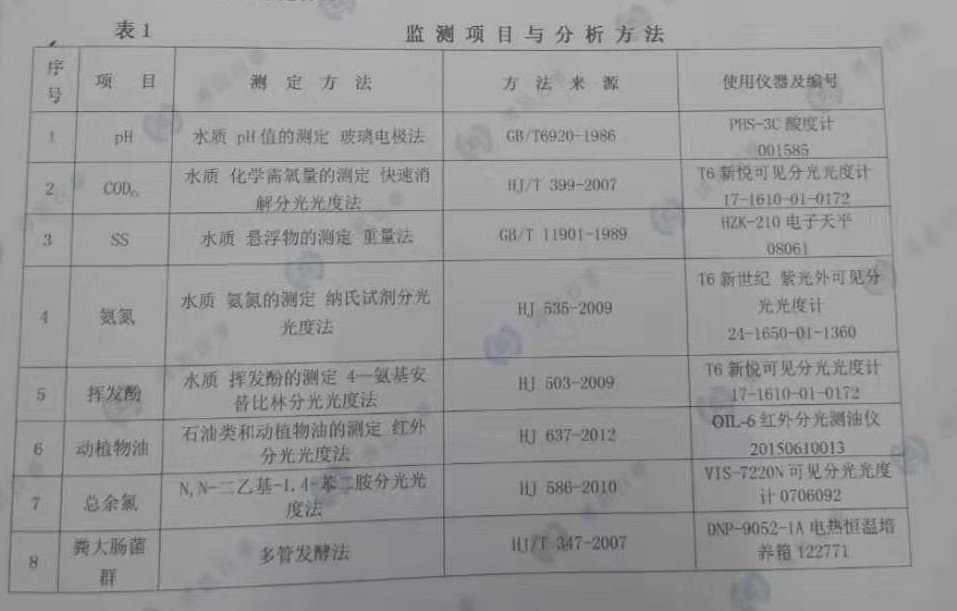 表1 监测项目与分析方法
序号 项目 测定方法 方法来源 使用仪器及编号
1 pH 水质 pH值的测定 玻璃电极法 GB/T6920-1986 PHS-3C 酸度计
001585
2 CODCr 水质 化学需氧量的测定 快速消
解分光光度法 HJ/T 399-2007 T6新悦可见分光光度计
17-1610-01-0172
3 SS 水质 悬浮物的测定 重量法 GB/T 11901-1989 HZK-210 电子天平
08061
4 氨氮 水质 氨氮的测定 纳氏试剂分光
光度法 HJ 535-2009 T6新世纪 紫光外可见分
光光度计
24-1650-01-1360
5 挥发酚 水质 挥发酚的测定 4—氨基安
替比林分光光度法 HJ 503-2009 T6新悦可见分光光度计
17-1610-01-0172
6 动植物油 石油类和动植物油的测定 红外
分光光度法 HJ 637-2012 OIL-6红外分光测油仪
20150610013
7 总余氯 N,N-二乙基-1,4-苯二胺分光光
度法 HJ 586-2010 VIS-7220N可见分光光度
计 0706092
8 粪大肠菌
群 多管发酵法 HJ/T 347-2007 DNP-9052-1A 电热恒温培
养箱 122771